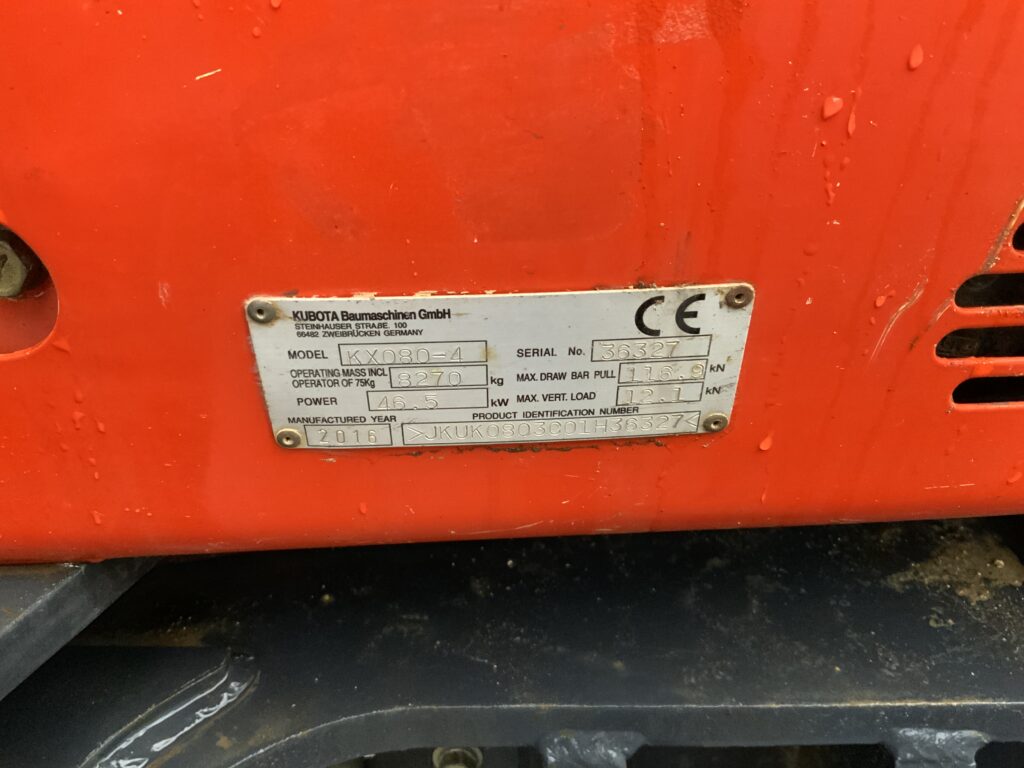 KUBOTA Baumaschinen GmbH
STEINHAUSER STRAßE. 100
66482 ZWEIBRÜCKEN GERMANY
CE
MODEL KX080-4
SERIAL No. 36327
OPERATING MASS INCL
OPERATOR OF 75Kg 8270 kg
MAX. DRAW BAR PULL 116.9 kN
POWER 46.5 kW
MAX. VERT. LOAD 12.1 kN
MANUFACTURED YEAR
2016
PRODUCT IDENTIFICATION NUMBER
>JKUK0803C01H36327<